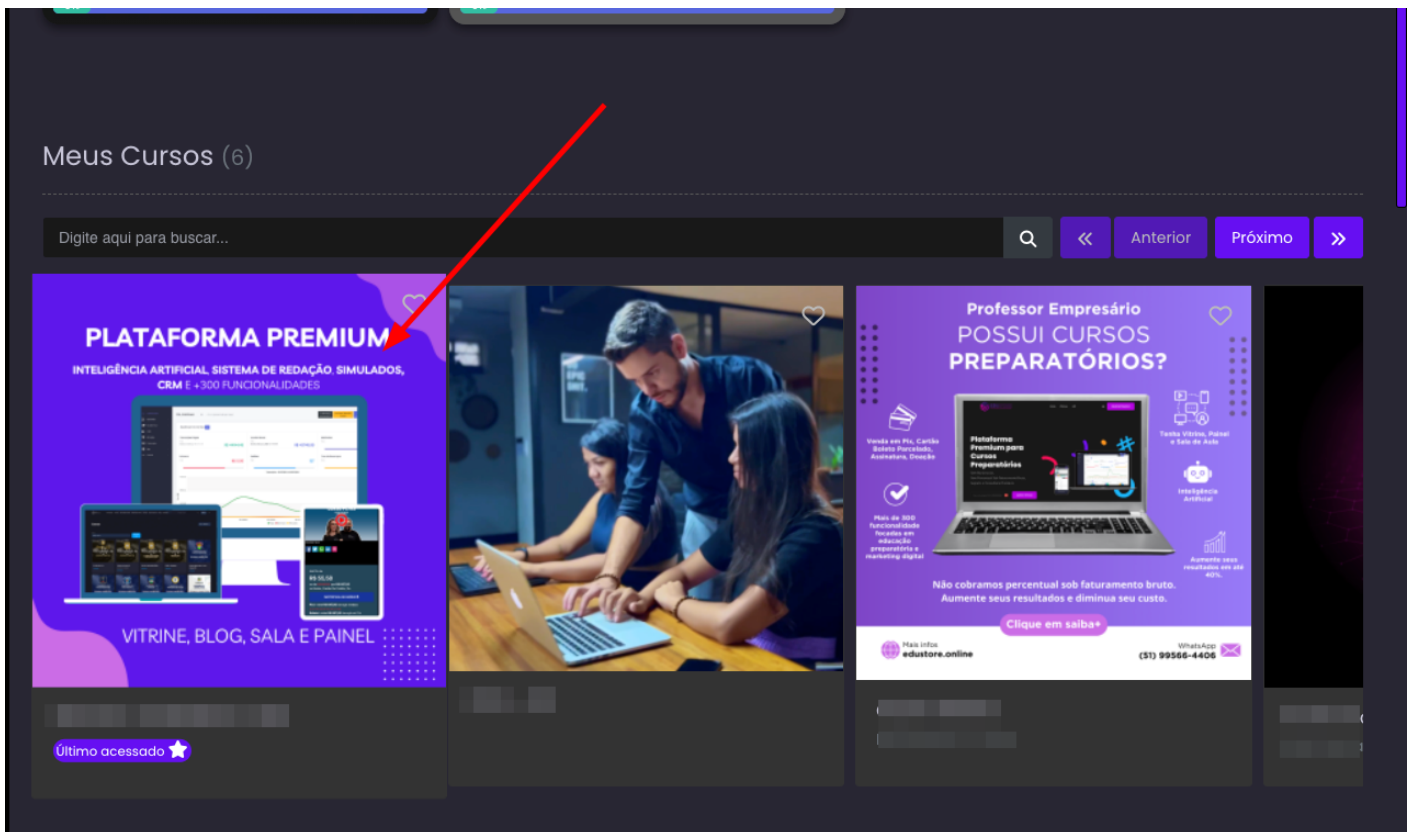 Meus Cursos (6)
Digite aqui para buscar...
Anterior
Próximo
PLATAFORMA PREMIUM
INTELIGÊNCIA ARTIFICIAL, SISTEMA DE REDAÇÃO, SIMULADOS,
CRM E +300 FUNCIONALIDADES
VITRINE, BLOG, SALA E PAINEL
Último acessado
EPIC
SHIT.
Professor Empresário
POSSUI CURSOS
PREPARATÓRIOS?
Venda em Pix, Cartão
Boleto Parcelado,
Assinatura, Doação
Mais de 300
funcionalidade
focadas em
educação
preparatória e
marketing digital
Plataforma
Premium para
Cursos
Preparatórios
Tenha Vitrine, Painel
e Sala de Aula
Inteligência
Artificial
Aumente seus
resultados em até
40%.
Não cobramos percentual sob faturamento bruto.
Aumente seus resultados e diminua seu custo.
Clique em saiba+
Mais infos
edustore.online
WhatsApp
(51) 99566-4406